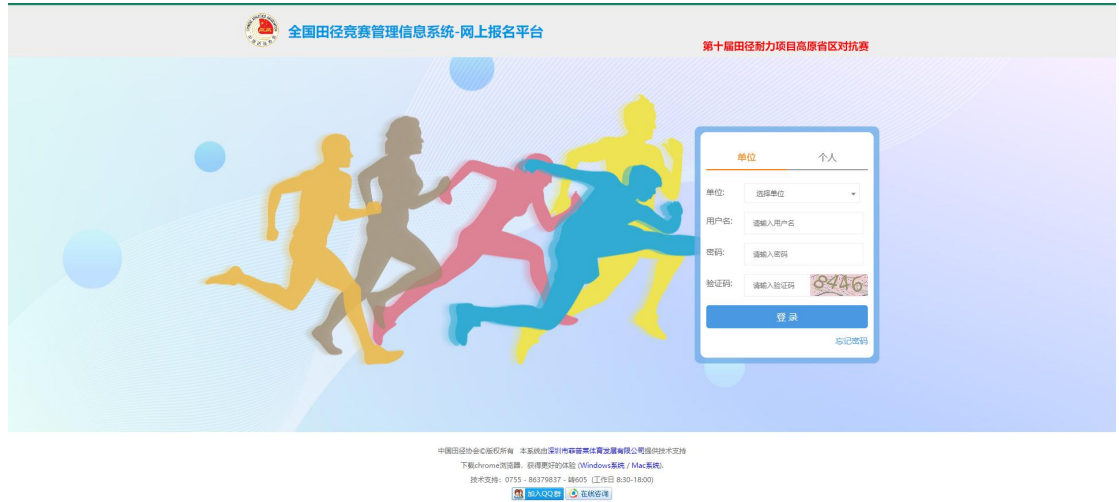 全国田径竞赛管理信息系统-网上报名平台
第十届田径耐力项目高原省区对抗赛
单位 个人
单位: 选择单位
用户名: 请输入用户名
密码: 请输入密码
验证码: 请输入验证码 8446
登 录
忘记密码
中国田径协会©版权所有 本系统由深圳市菲普莱体育发展有限公司提供技术支持
下载chrome浏览器，获得更好的体验 (Windows系统 / Mac系统).
技术支持：0755 - 86379837 - 转605 (工作日 8:30-18:00)
加入QQ群 在线咨询